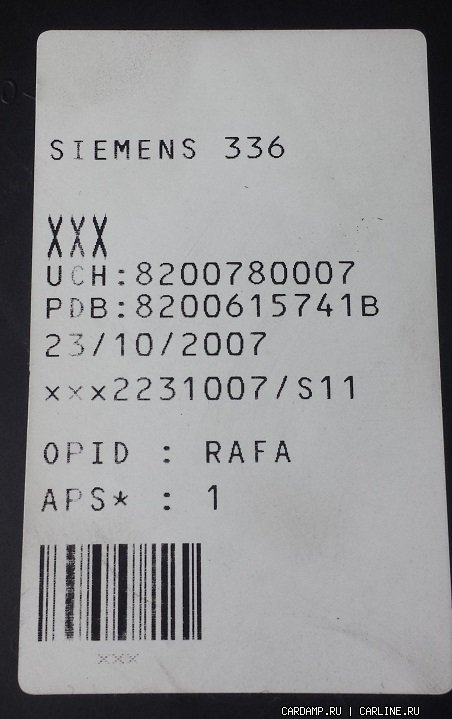 SIEMENS 336
XXX
UCH:8200780007
PDB:8200615741B
23/10/2007
xxx2231007/S11
OPID : RAFA
APS* : 1
xxx
CARDAMP.RU | CARLINE.RU